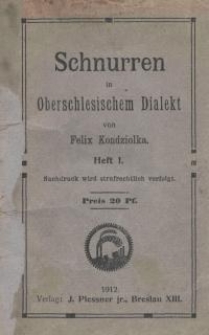 Schnurren
in
Oberschlesischem Dialekt
von
Felix Kondziolka.
Heft I.
Nachdruck wird strafrechtlich verfolgt.
Preis 20 Pf.
1912.
Verlag: J. Plessner jr., Breslau XIII.